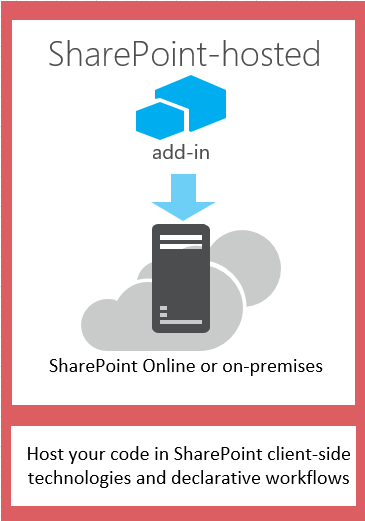 SharePoint-hosted
add-in
SharePoint Online or on-premises
Host your code in SharePoint client-side
technologies and declarative workflows